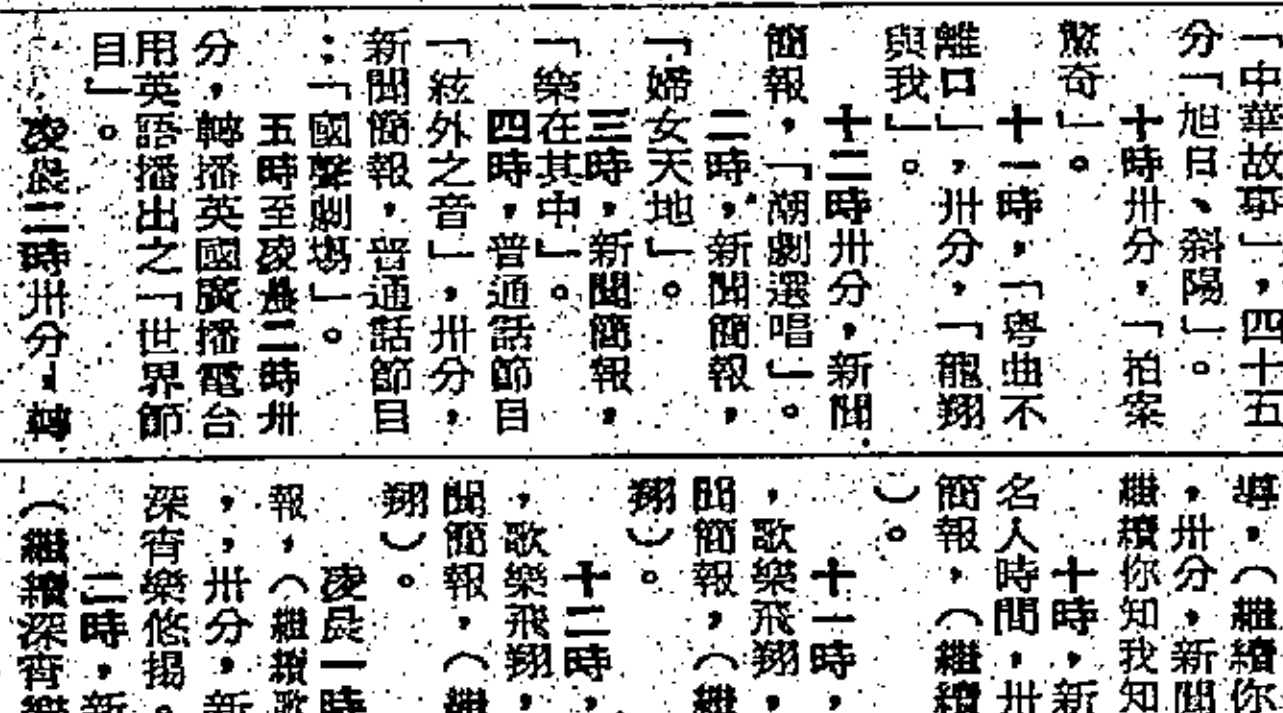 「中華故事」，四十五
分「旭日、斜陽」。
十時卅分，「拍案
驚奇」。
十一時，「粵曲不
離口」，卅分，「龍翔
與我」。
十二時卅分，新聞
簡報，「潮劇選唱」。
二時，新聞簡報，
「婦女天地」。
三時，新聞簡報，
「樂在其中」。
四時，普通話節目
「絃外之音」，卅分，
新聞簡報，普通話節目
：「國聲劇場」。
五時至凌晨二時卅
分，轉播英國廣播電台
用英語播出之「世界節
目」。
凌晨二時卅分，轉
導，（繼續你
，卅分，新聞
繼續你知我知
十時，新
名人時間，卅
簡報，（繼續
）。
十一時，
，歌樂飛翔，
聞簡報，（繼
翔）。
十二時，
，歌樂飛翔，
聞簡報，（繼
翔）。
凌晨一時
報，（繼續歌
，卅分，新
深宵樂悠揚。
二時，新
（繼續深宵樂